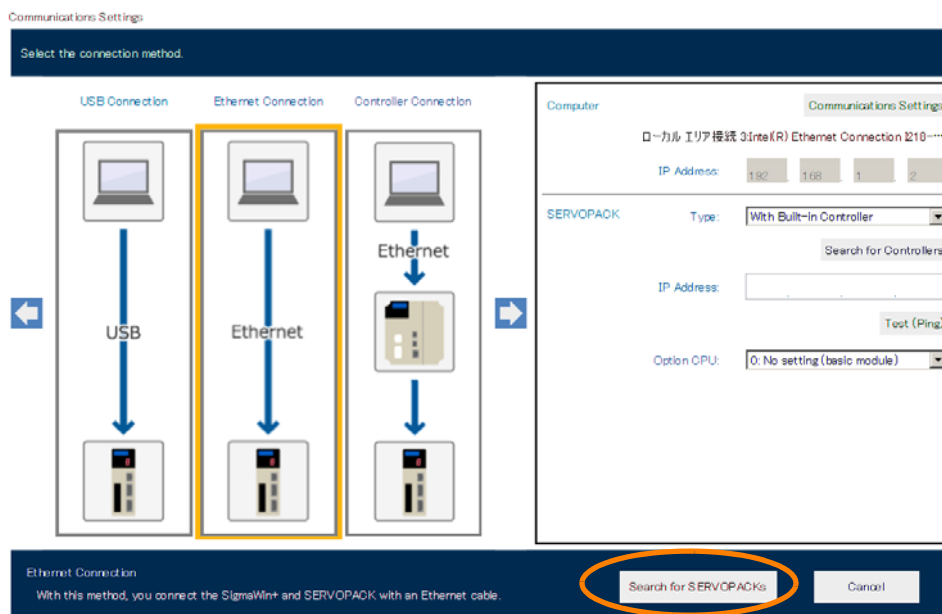 Communications Settings
Select the connection method.
USB Connection
Ethernet Connection
Controller Connection
USB
Ethernet
Ethernet
Computer
Communications Settings
ローカル エリア接続 3:Intel(R) Ethernet Connection I218-…
IP Address:
192 . 168 . 1 . 2
SERVOPACK
Type:
With Built-in Controller
Search for Controllers
IP Address:
. . .
Test (Ping)
Option CPU:
0: No setting (basic module)
Ethernet Connection
With this method, you connect the SigmaWin+ and SERVOPACK with an Ethernet cable.
Search for SERVOPACKs
Cancel